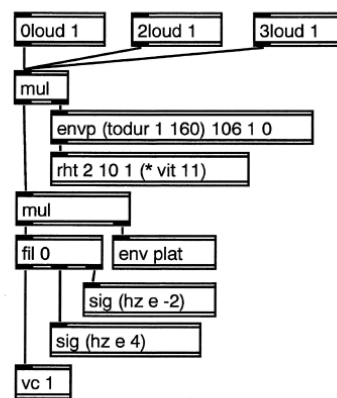 0loud 1
2loud 1
3loud 1
mul
envp (todur 1 160) 106 1 0
rht 2 10 1 (* vit 11)
mul
fil 0
env plat
sig (hz e -2)
sig (hz e 4)
vc 1